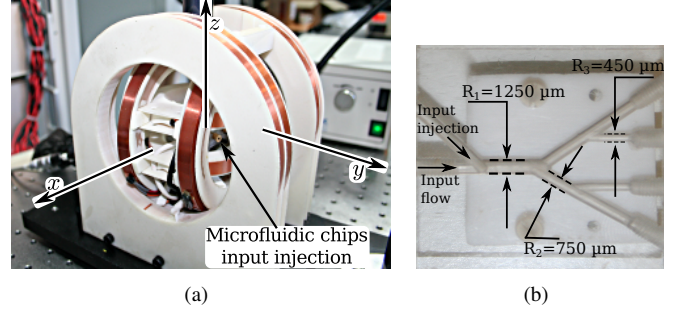 z
x
y
Microfluidic chips
input injection
(a)
R₃=450 µm
R₁=1250 µm
Input
injection
Input
flow
R₂=750 µm
(b)